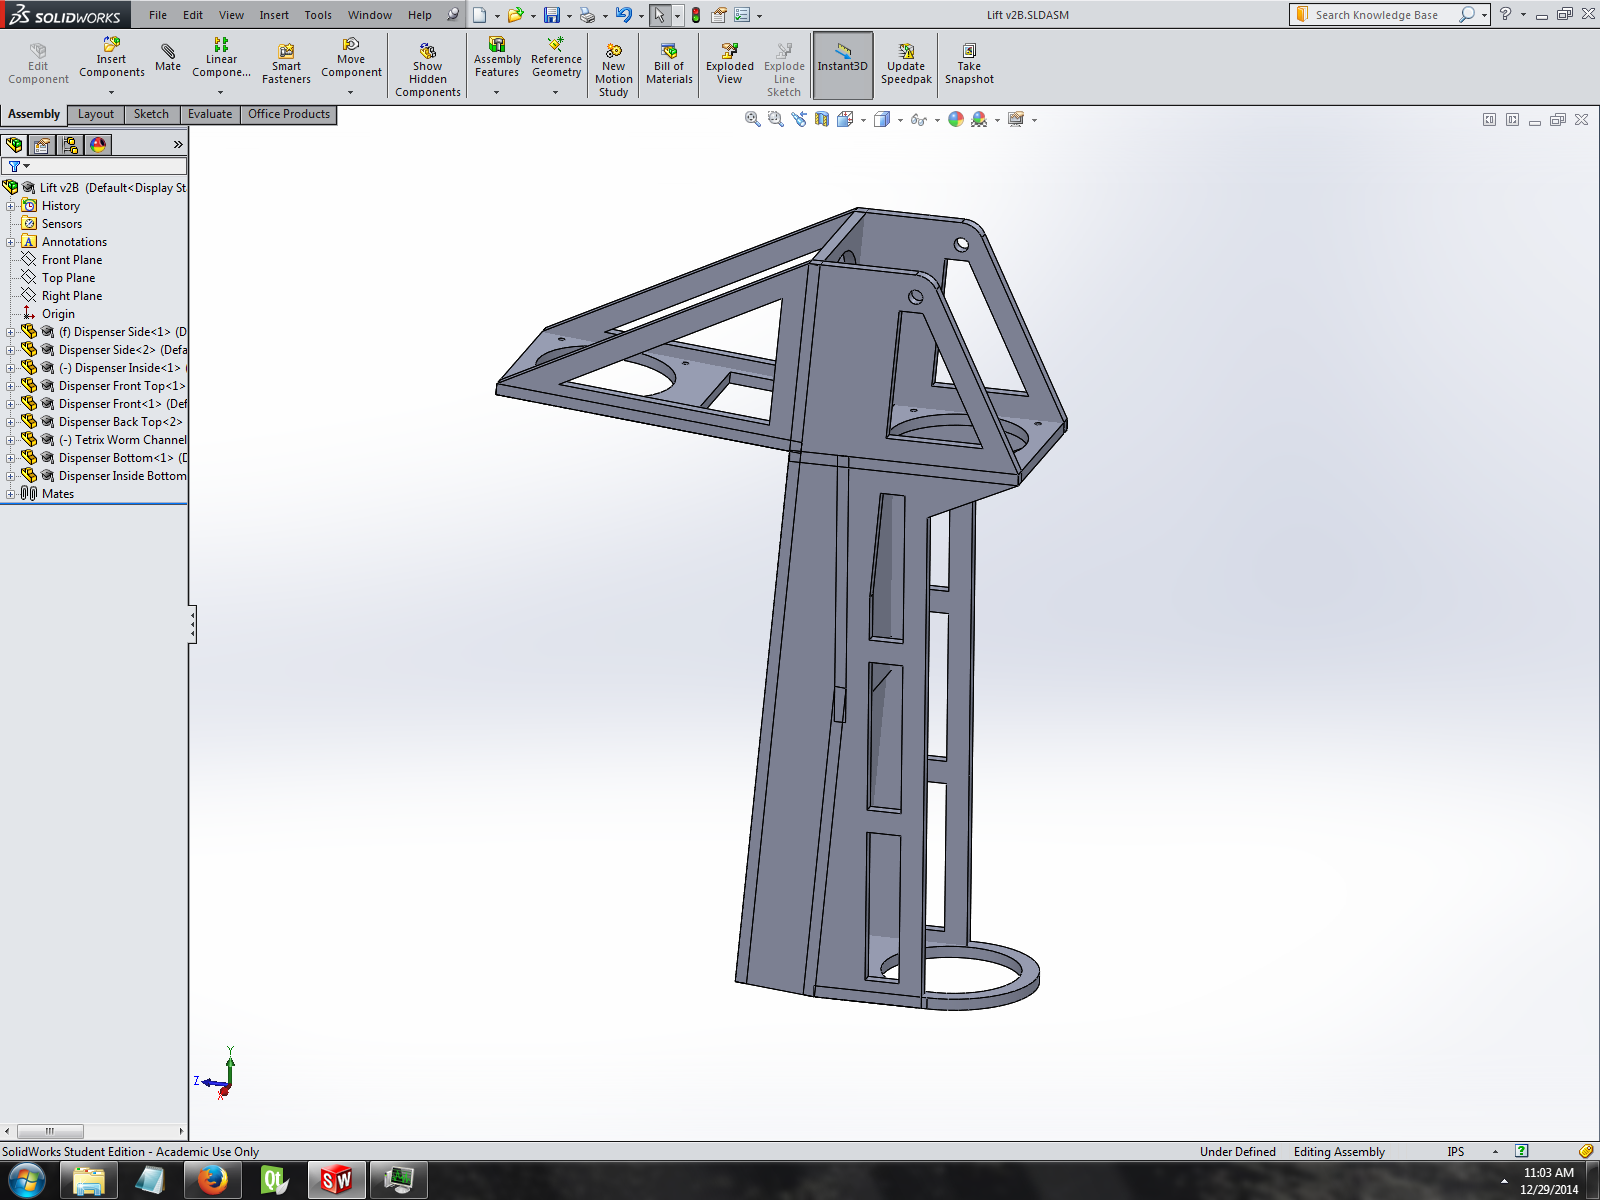 SOLIDWORKS File Edit View Insert Tools Window Help Lift v2B.SLDASM Search Knowledge Base ?
Edit Component
Insert Components
Mate
Linear Compone...
Smart Fasteners
Move Component
Show Hidden Components
Assembly Features
Reference Geometry
New Motion Study
Bill of Materials
Exploded View
Explode Line Sketch
Instant3D
Update Speedpak
Take Snapshot
Assembly Layout Sketch Evaluate Office Products
Lift v2B (Default<Display St
History
Sensors
A Annotations
Front Plane
Top Plane
Right Plane
Origin
(f) Dispenser Side<1> (D
Dispenser Side<2> (Defa
(-) Dispenser Inside<1> (
Dispenser Front Top<1>
Dispenser Front<1> (Def
Dispenser Back Top<2>
(-) Tetrix Worm Channel
Dispenser Bottom<1> (D
Dispenser Inside Bottom
Mates
Y
Z
X
SolidWorks Student Edition - Academic Use Only Under Defined Editing Assembly IPS ?
Qt SW 11:03 AM
12/29/2014